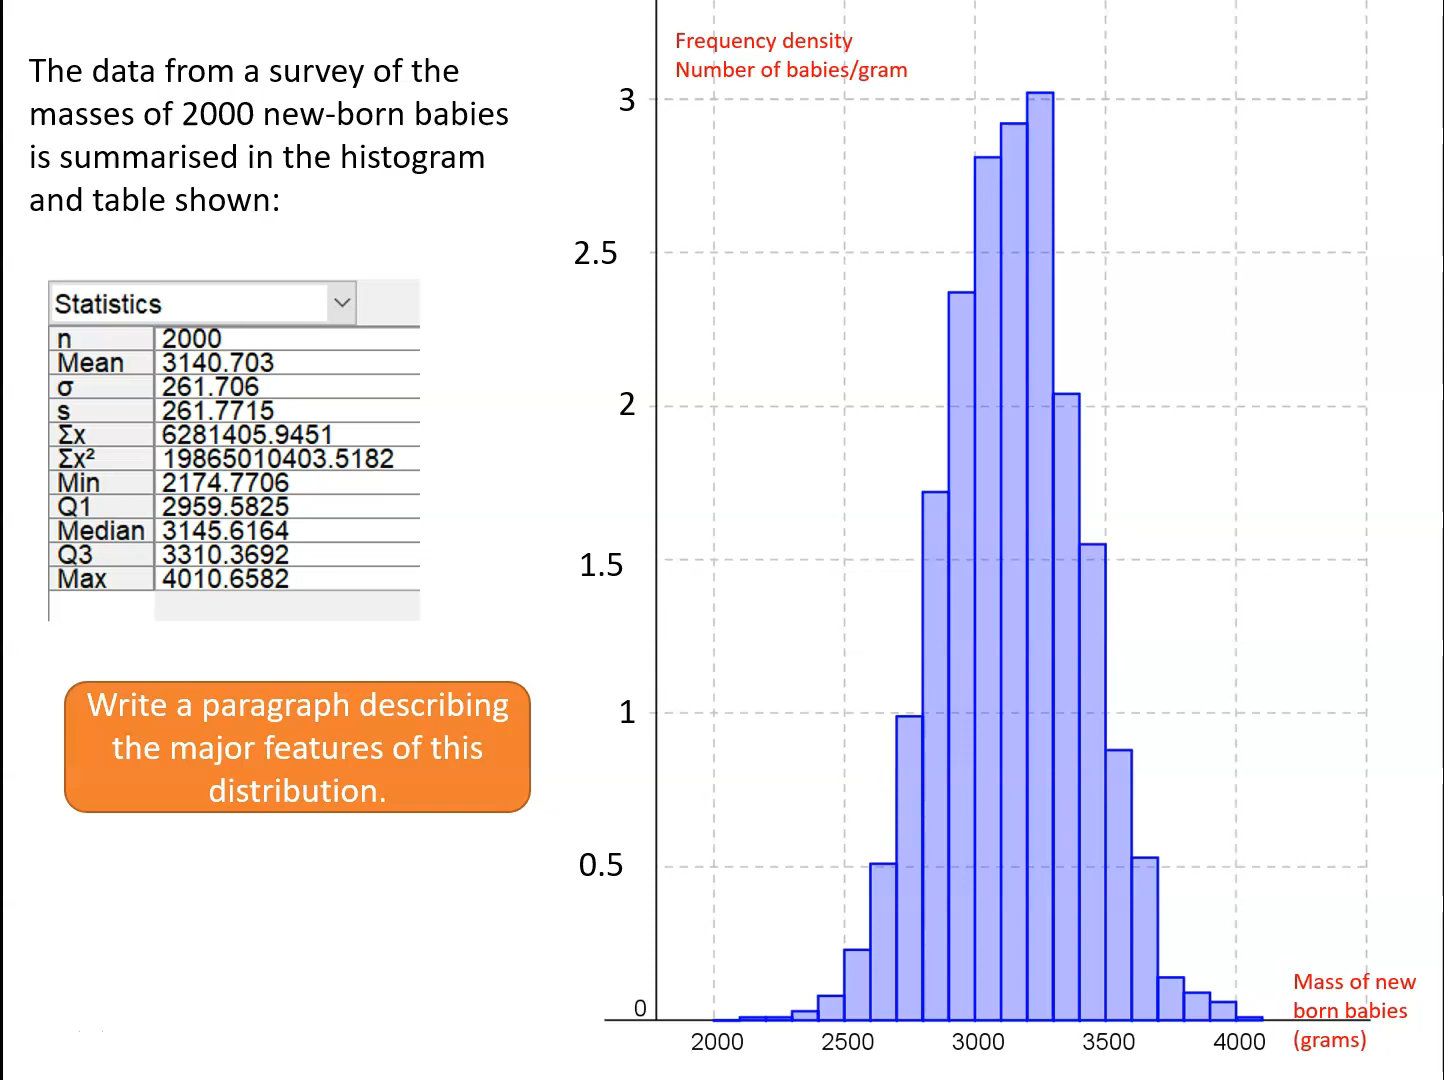 The data from a survey of the
masses of 2000 new-born babies
is summarised in the histogram
and table shown:
Statistics
n 2000
Mean 3140.703
σ 261.706
s 261.7715
Σx 6281405.9451
Σx² 19865010403.5182
Min 2174.7706
Q1 2959.5825
Median 3145.6164
Q3 3310.3692
Max 4010.6582
Write a paragraph describing
the major features of this
distribution.
Frequency density
Number of babies/gram
3
2.5
2
1.5
1
0.5
0
2000 2500 3000 3500 4000
Mass of new
born babies
(grams)